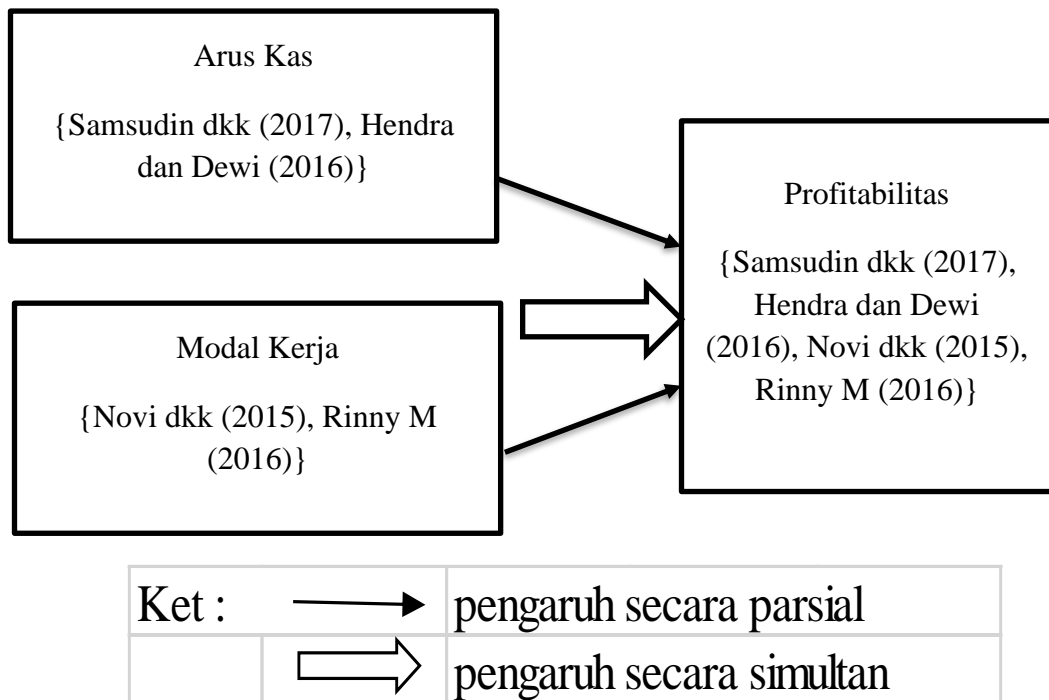 Arus Kas
{Samsudin dkk (2017), Hendra
dan Dewi (2016)}
Modal Kerja
{Novi dkk (2015), Rinny M
(2016)}
Profitabilitas
{Samsudin dkk (2017),
Hendra dan Dewi
(2016), Novi dkk (2015),
Rinny M (2016)}
Ket : pengaruh secara parsial
pengaruh secara simultan